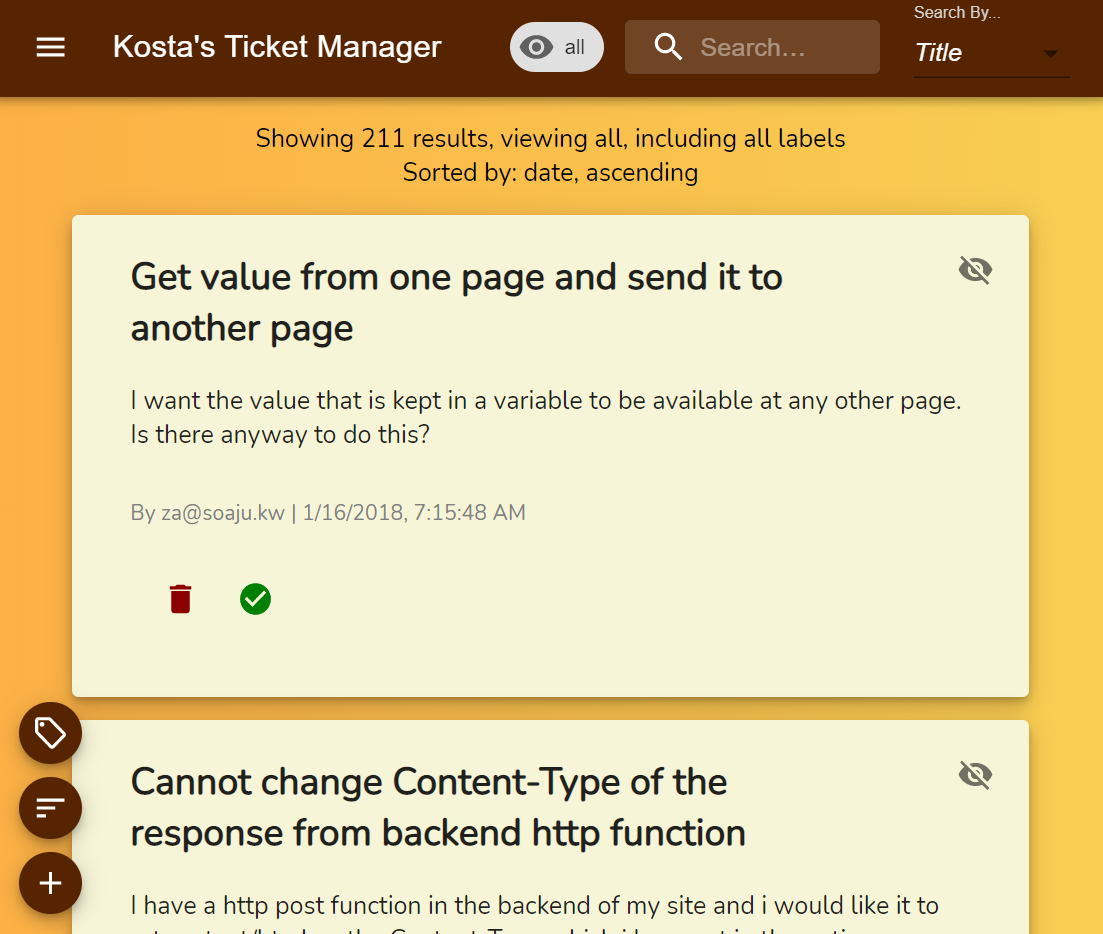 Kosta's Ticket Manager
all
Search...
Search By...
Title
Showing 211 results, viewing all, including all labels
Sorted by: date, ascending
Get value from one page and send it to
another page
I want the value that is kept in a variable to be available at any other page.
Is there anyway to do this?
By za@soaju.kw | 1/16/2018, 7:15:48 AM
Cannot change Content-Type of the
response from backend http function
I have a http post function in the backend of my site and i would like it to